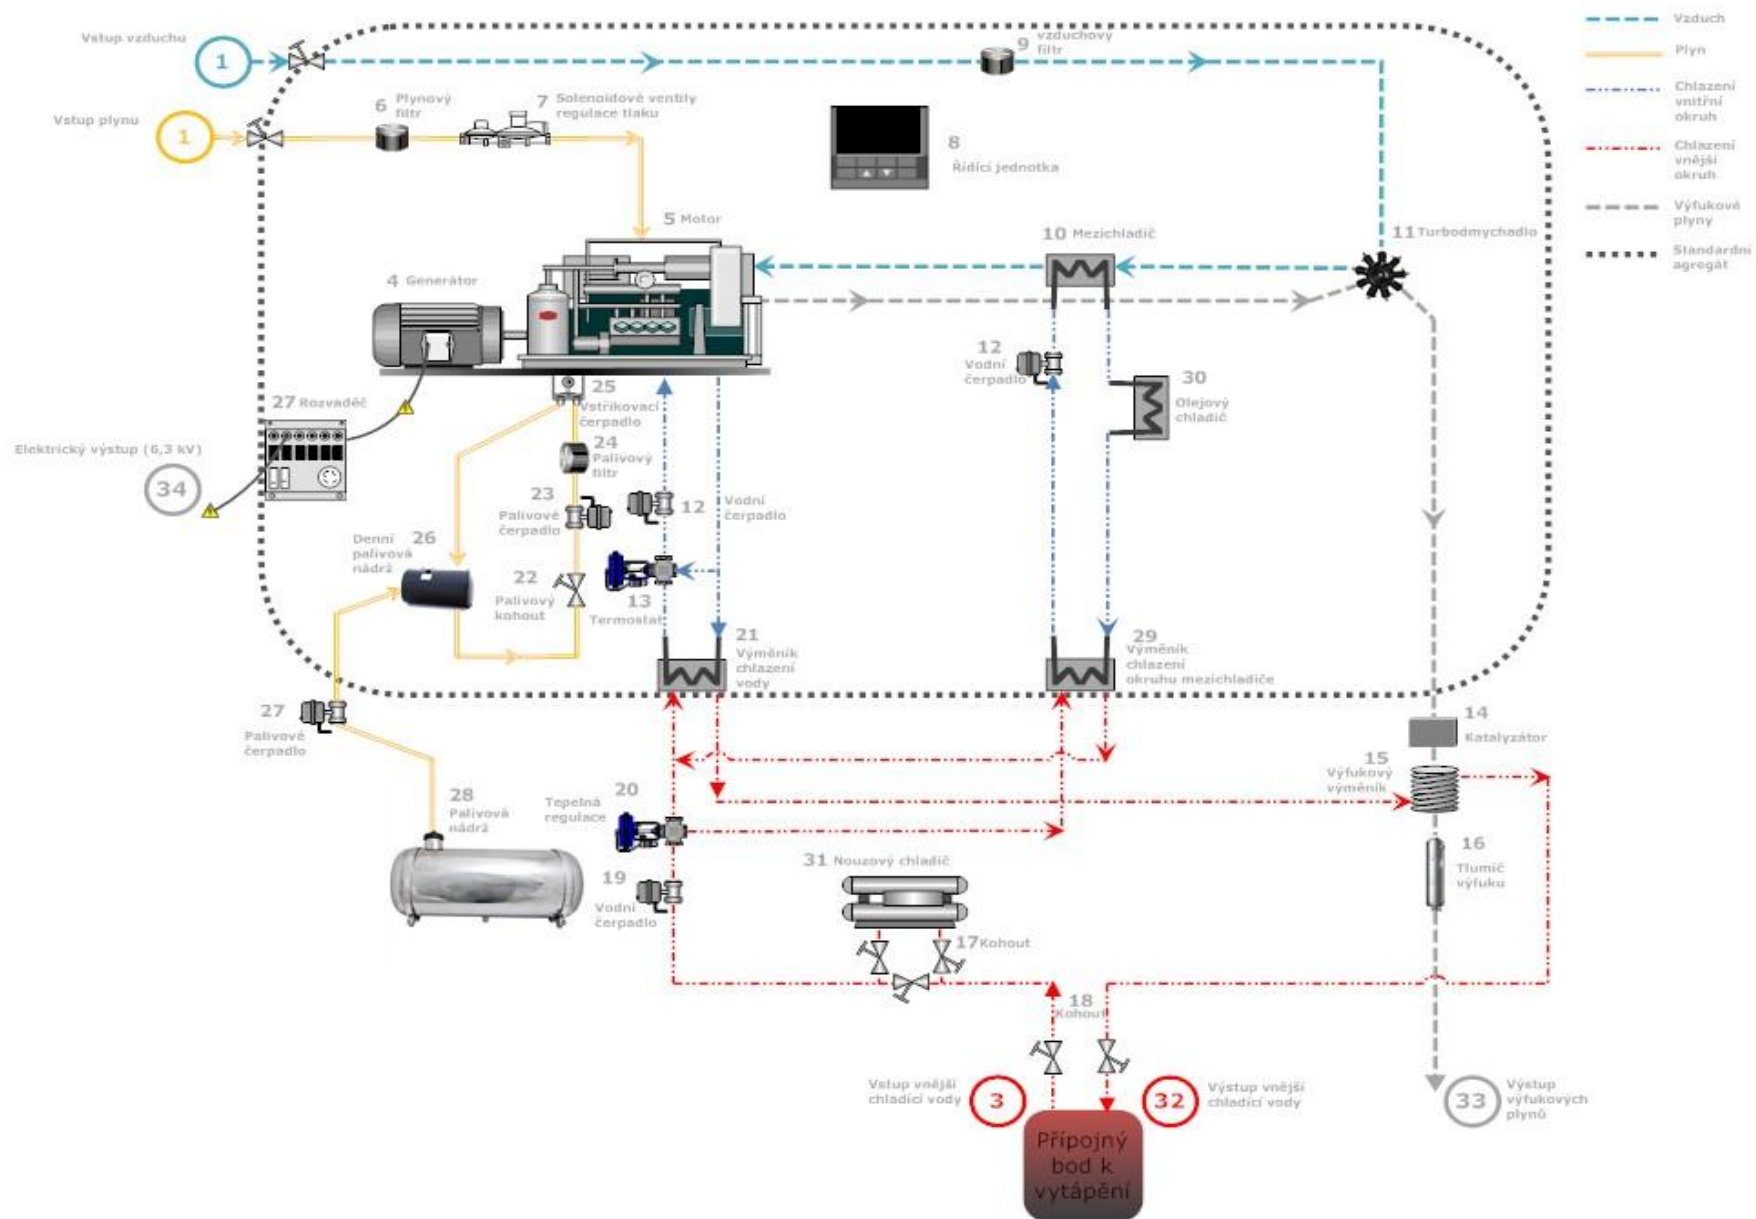 Vstup vzduchu
1
9
vzduchový
filtr
Vzduch
Plyn
Chlazení
vnitřní
okruh
Chlazení
vnější
okruh
Výfukové
plyny
Standardní
agregát
Vstup plynu
1
6
Plynový
filtr
7
Solenoidové ventily
regulace tlaku
8
Řídící jednotka
5 Motor
4 Generátor
10 Mezichladič
11 Turbodmychadlo
12
Vodní
čerpadlo
30
Olejový
chladič
27 Rozvaděč
Elektrický výstup (6,3 kV)
34
25
Vstřikovací
čerpadlo
24
Palivový
filtr
23
Palivové
čerpadlo
12
Vodní
čerpadlo
Denní
palivová
nádrž
26
22
Palivový
kohout
13
Termostat
21
Výměník
chlazení
vody
29
Výměník
chlazení
okruhu mezichladiče
27
Palivové
čerpadlo
28
Palivová
nádrž
20
Tepelná
regulace
19
Vodní
čerpadlo
31 Nouzový chladič
17 Kohout
18
Kohout
14
Katalyzátor
15
Výfukový
výměník
16
Tlumič
výfuku
Vstup vnější
chladící vody
3
32
Výstup vnější
chladící vody
33
Výstup
výfukových
plynů
Přípojný
bod k
vytápění